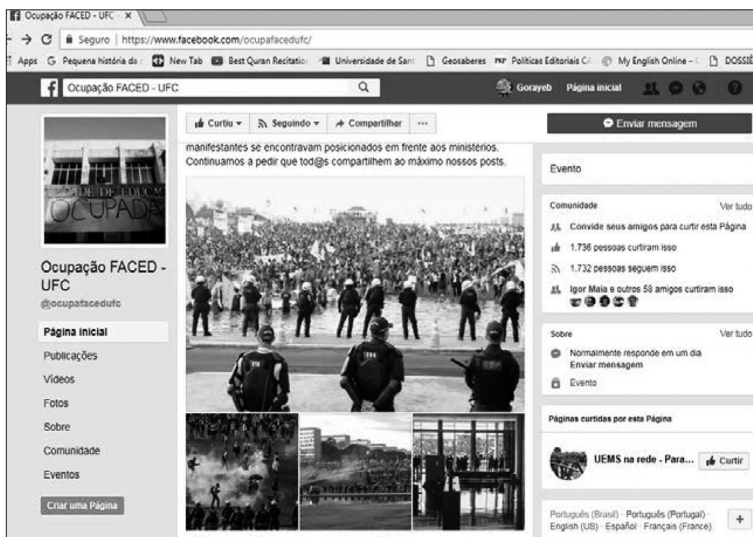 Ocupação FACED - UFC
Seguro | https://www.facebook.com/ocupafacedufc/
Apps Pequena história da New Tab Best Quran Recitatio Universidade de San Geosaberes Políticas Editoriais CA My English Online – DOSSIÊ
Ocupação FACED - UFC
Gorayeb Página inicial
Curtiu Seguindo Compartilhar ...
Enviar mensagem
manifestantes se encontravam posicionados em frente aos ministérios.
Continuamos a pedir que tod@s compartilhem ao máximo nossos posts.
DE DE EDUCAÇ
OCUPADA
Ocupação FACED -
UFC
@ocupafacedufc
Página inicial
Publicações
Vídeos
Fotos
Sobre
Comunidade
Eventos
Criar uma Página
Evento
Comunidade Ver tudo
Convide seus amigos para curtir esta Página
1.736 pessoas curtiram isso
1.732 pessoas seguem isso
Igor Maia e outros 58 amigos curtiram isso
Sobre Ver tudo
Normalmente responde em um dia
Enviar mensagem
Evento
Páginas curtidas por esta Página
UEMS na rede - Para... Curtir
Português (Brasil) · Português (Portugal) ·
English (US) · Español · Français (France)